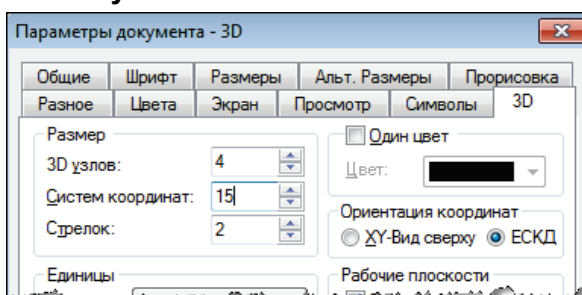 Параметры документа - 3D
Общие Шрифт Размеры Альт. Размеры Прорисовка
Разное Цвета Экран Просмотр Символы 3D
Размер
3D узлов: 4
Систем координат: 15
Стрелок: 2
Один цвет
Цвет:
Ориентация координат
XY-Вид сверху ЕСКД
Единицы
Рабочие плоскости